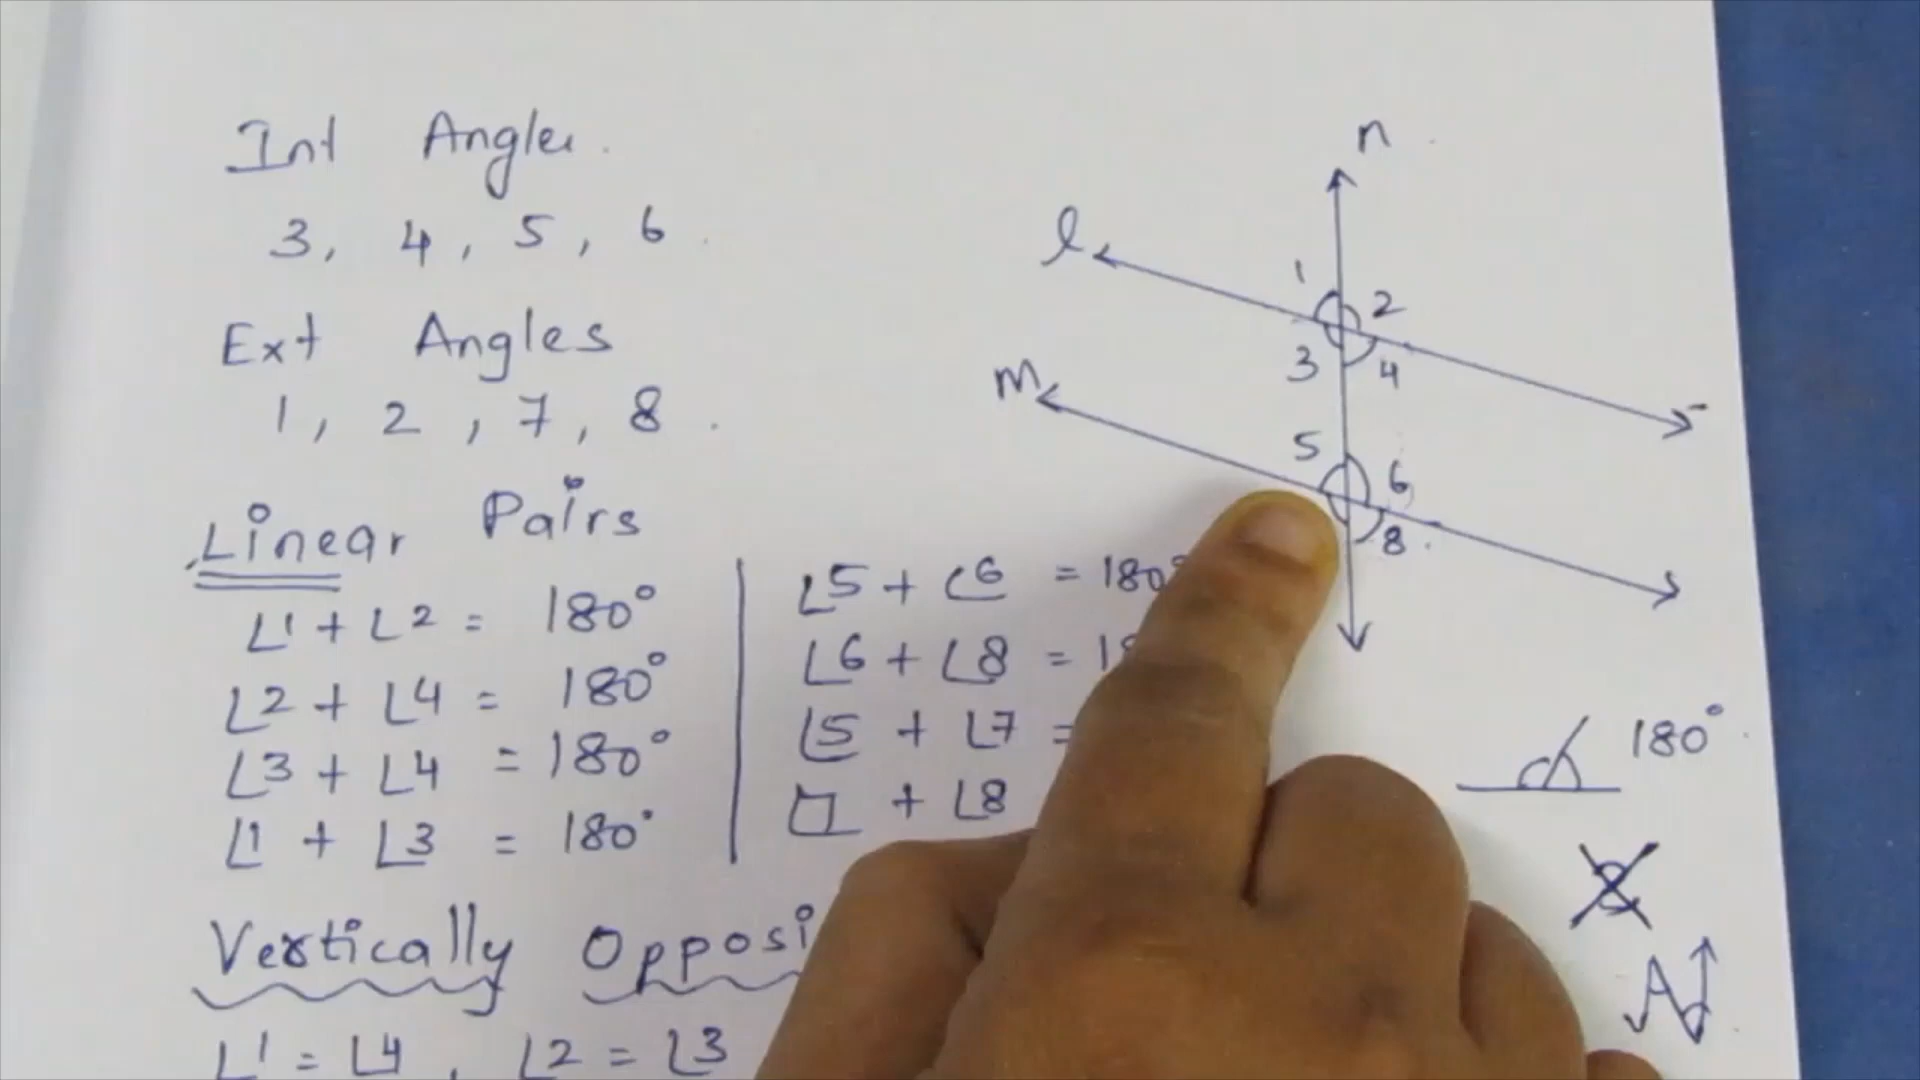 Int Angles
3, 4, 5, 6
Ext Angles
1, 2, 7, 8
Linear Pairs
∠1 + ∠2 = 180°
∠2 + ∠4 = 180°
∠3 + ∠4 = 180°
∠1 + ∠3 = 180°
∠5 + ∠6 = 180°
∠6 + ∠8 = 18
∠5 + ∠7 =
+ ∠8
Vertically Opposi
∠1 = ∠4, ∠2 = ∠3
n
l
1 2
3 4
m
5 6
8
180°